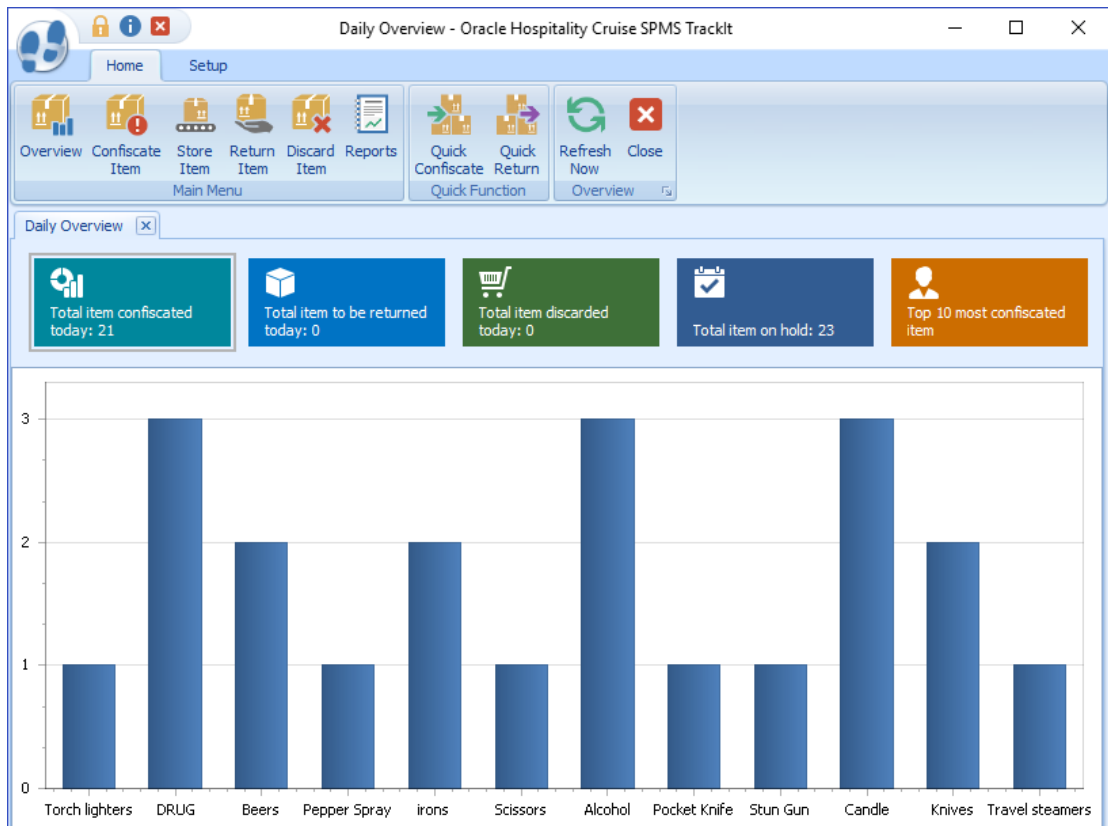 Daily Overview - Oracle Hospitality Cruise SPMS TrackIt
Home Setup
Overview Confiscate Item Store Item Return Item Discard Item Reports Quick Confiscate Quick Return Refresh Now Close
Main Menu Quick Function Overview
Daily Overview
Total item confiscated
today: 21
Total item to be returned
today: 0
Total item discarded
today: 0
Total item on hold: 23
Top 10 most confiscated
item
3
2
1
0
Torch lighters DRUG Beers Pepper Spray irons Scissors Alcohol Pocket Knife Stun Gun Candle Knives Travel steamers